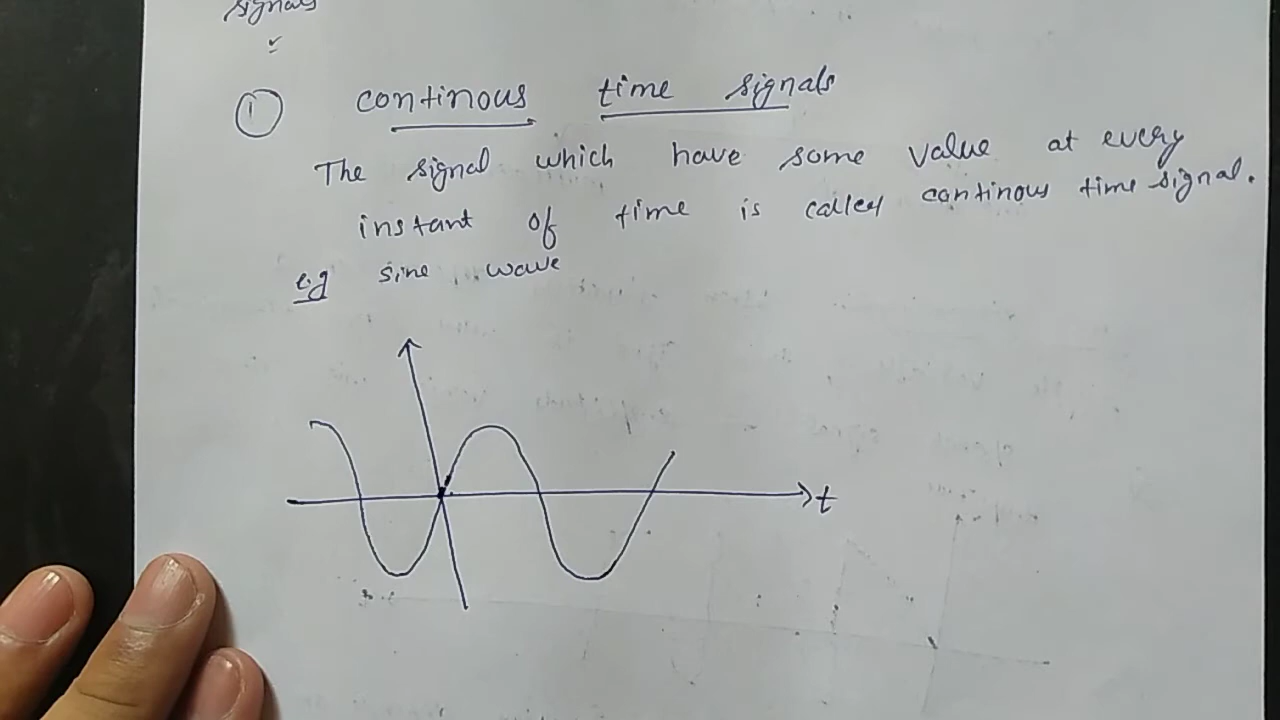 signals
① continous time signals
The signal which have some value at every
instant of time is called continous time signal.
e.g sine wave
t